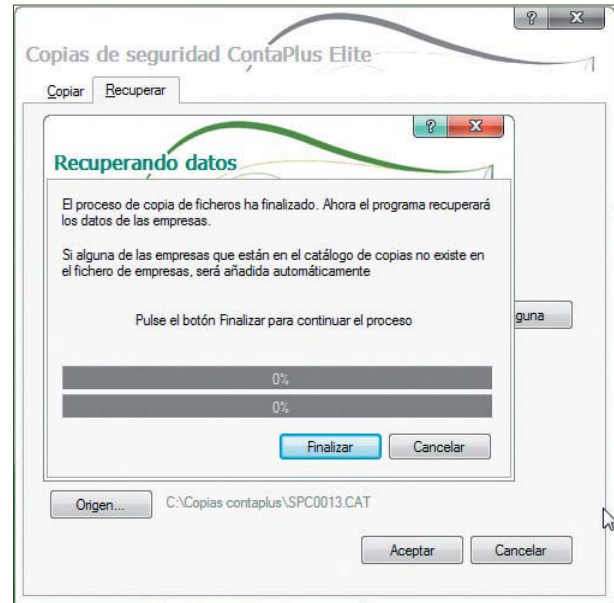 Copias de seguridad ContaPlus Elite
Copiar Recuperar
Recuperando datos
El proceso de copia de ficheros ha finalizado. Ahora el programa recuperará
los datos de las empresas.
Si alguna de las empresas que están en el catálogo de copias no existe en
el fichero de empresas, será añadida automáticamente
Pulse el botón Finalizar para continuar el proceso
guna
0%
0%
Finalizar Cancelar
Origen... C:\Copias contaplus\SPC0013.CAT
Aceptar Cancelar